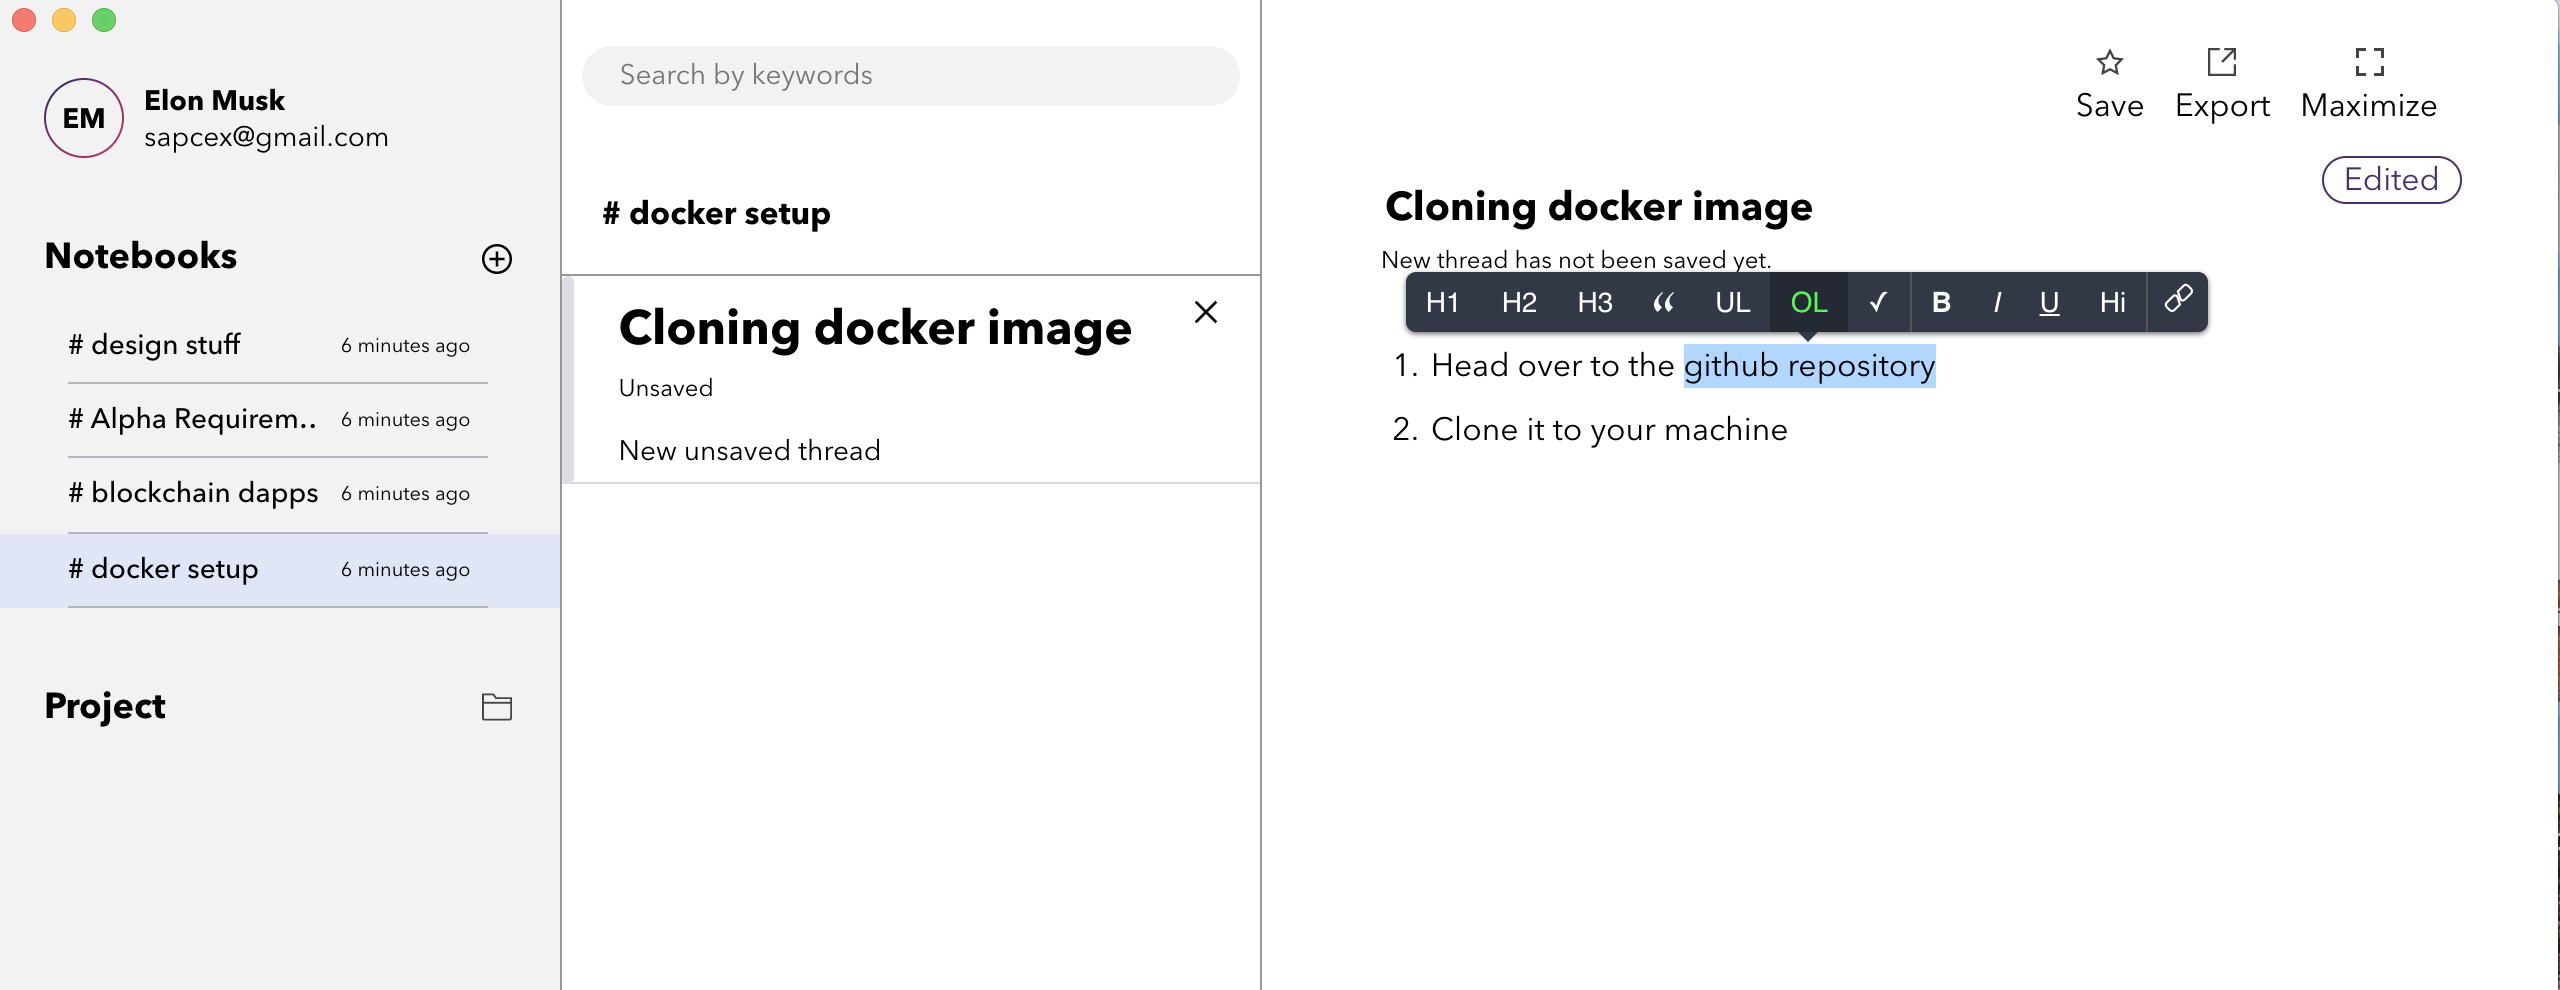 EM
Elon Musk
sapcex@gmail.com
Notebooks
# design stuff 6 minutes ago
# Alpha Requirem.. 6 minutes ago
# blockchain dapps 6 minutes ago
# docker setup 6 minutes ago
Project
Search by keywords
# docker setup
Cloning docker image
Unsaved
New unsaved thread
Save Export Maximize
Edited
Cloning docker image
New thread has not been saved yet.
H1 H2 H3 “ UL OL ✓ B I U Hi
1. Head over to the github repository
2. Clone it to your machine